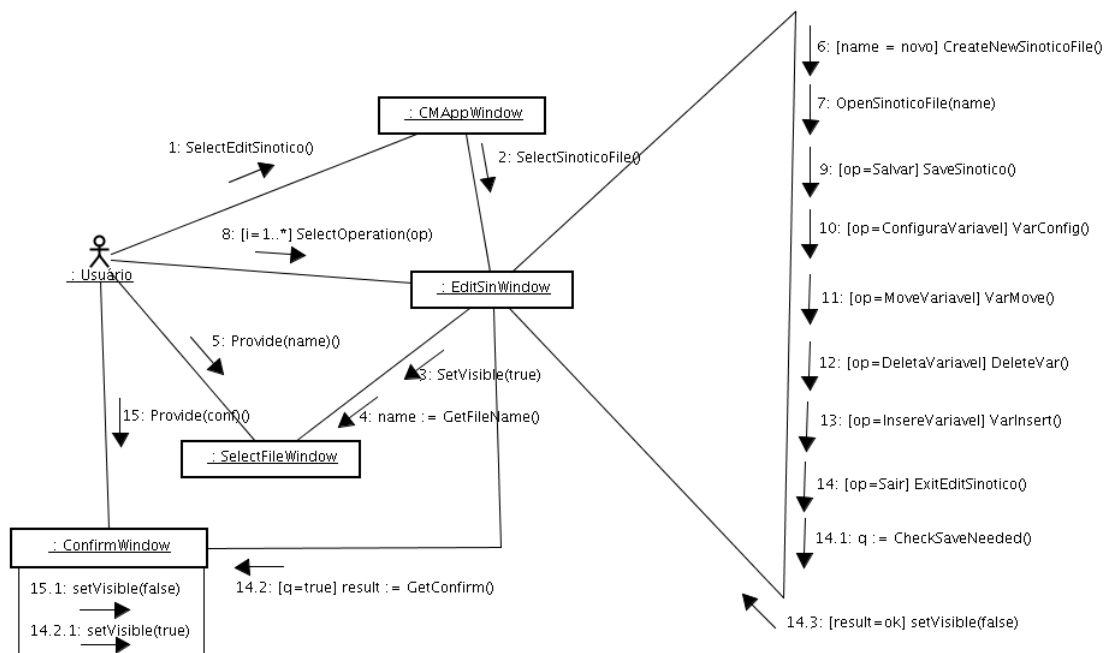 6: [name = novo] CreateNewSinoticoFile()
7: OpenSinoticoFile(name)
: CMAppWindow
1: SelectEditSinotico()
2: SelectSinoticoFile()
9: [op=Salvar] SaveSinotico()
8: [i=1..*] SelectOperation(op)
10: [op=ConfiguraVariavel] VarConfig()
: Usuário
: EditSinWindow
11: [op=MoveVariavel] VarMove()
5: Provide(name)()
3: SetVisible(true)
12: [op=DeletaVariavel] DeleteVar()
15: Provide(conf)()
4: name := GetFileName()
13: [op=InsereVariavel] VarInsert()
: SelectFileWindow
14: [op=Sair] ExitEditSinotico()
: ConfirmWindow
14.1: q := CheckSaveNeeded()
15.1: setVisible(false)
14.2: [q=true] result := GetConfirm()
14.3: [result=ok] setVisible(false)
14.2.1: setVisible(true)